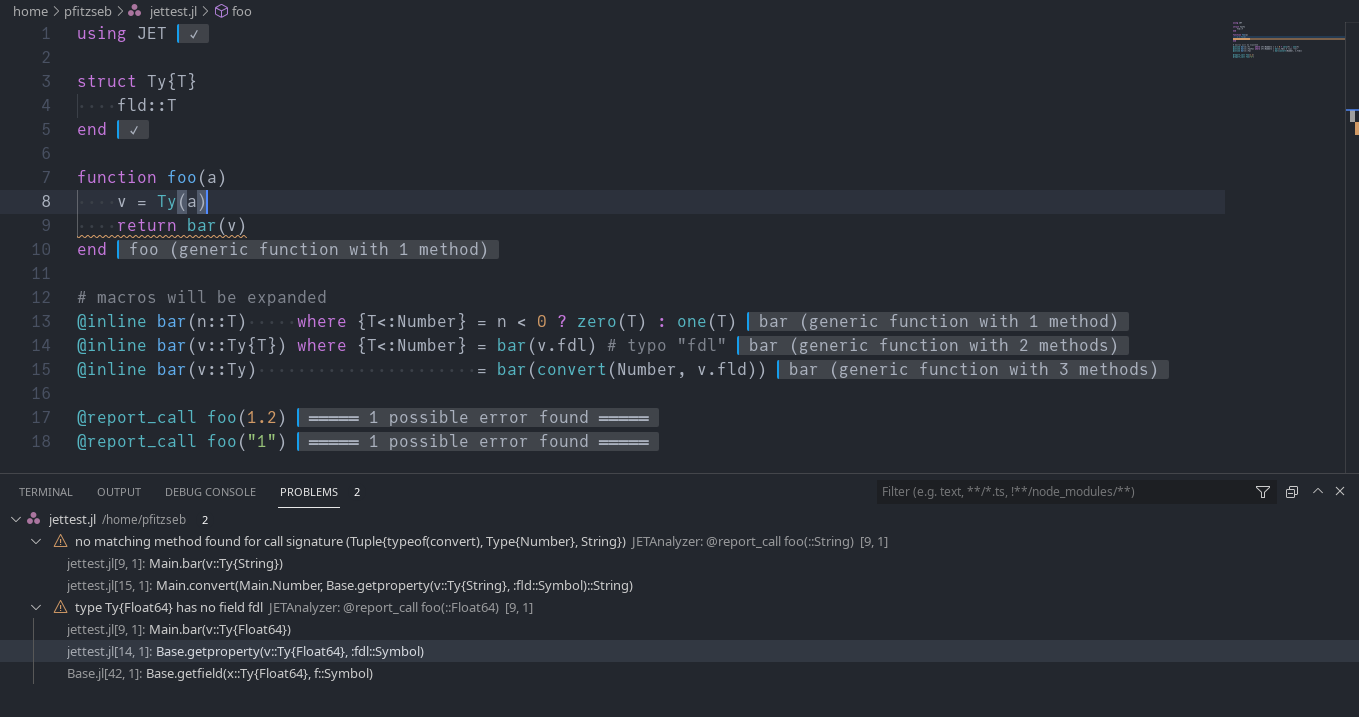 home > pfitzseb > jettest.jl > foo
1 using JET ✓
2
3 struct Ty{T}
4 ····fld::T
5 end ✓
6
7 function foo(a)
8 ····v = Ty(a)
9 ····return bar(v)
10 end foo (generic function with 1 method)
11
12 # macros will be expanded
13 @inline bar(n::T)·····where {T<:Number} = n < 0 ? zero(T) : one(T) bar (generic function with 1 method)
14 @inline bar(v::Ty{T}) where {T<:Number} = bar(v.fdl) # typo "fdl" bar (generic function with 2 methods)
15 @inline bar(v::Ty)······················= bar(convert(Number, v.fld)) bar (generic function with 3 methods)
16
17 @report_call foo(1.2) ===== 1 possible error found =====
18 @report_call foo("1") ===== 1 possible error found =====
TERMINAL OUTPUT DEBUG CONSOLE PROBLEMS 2 Filter (e.g. text, **/*.ts, !**/node_modules/**)
jettest.jl /home/pfitzseb 2
no matching method found for call signature (Tuple{typeof(convert), Type{Number}, String}) JETAnalyzer: @report_call foo(::String) [9, 1]
jettest.jl[9, 1]: Main.bar(v::Ty{String})
jettest.jl[15, 1]: Main.convert(Main.Number, Base.getproperty(v::Ty{String}, :fld::Symbol)::String)
type Ty{Float64} has no field fdl JETAnalyzer: @report_call foo(::Float64) [9, 1]
jettest.jl[9, 1]: Main.bar(v::Ty{Float64})
jettest.jl[14, 1]: Base.getproperty(v::Ty{Float64}, :fdl::Symbol)
Base.jl[42, 1]: Base.getfield(x::Ty{Float64}, f::Symbol)